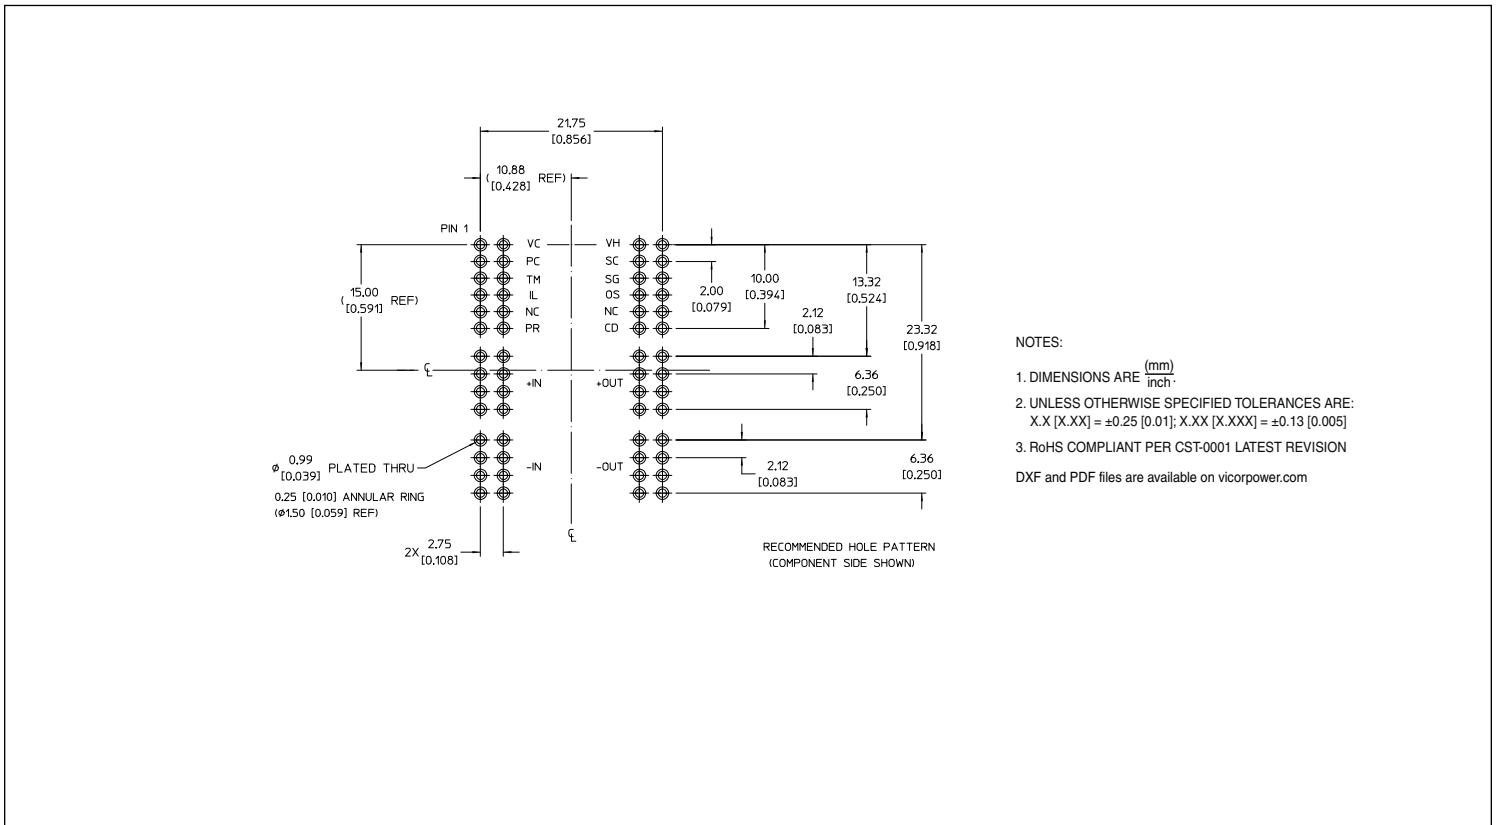 21.75
[0.856]
10.88
( [0.428] REF)
PIN 1
VC VH
PC SC
TM SG
IL OS
NC NC
PR CD
15.00
( [0.591] REF)
2.00
[0.079]
10.00
[0.394]
13.32
[0.524]
2.12
[0.083]
23.32
[0.918]
+IN +OUT
6.36
[0.250]
ø 0.99
[0.039] PLATED THRU
0.25 [0.010] ANNULAR RING
(ø1.50 [0.059] REF)
-IN -OUT
2.12
[0.083]
6.36
[0.250]
2X 2.75
[0.108]
℄
℄
RECOMMENDED HOLE PATTERN
(COMPONENT SIDE SHOWN)
NOTES:
1. DIMENSIONS ARE (mm)
inch.
2. UNLESS OTHERWISE SPECIFIED TOLERANCES ARE:
X.X [X.XX] = ±0.25 [0.01]; X.XX [X.XXX] = ±0.13 [0.005]
3. RoHS COMPLIANT PER CST-0001 LATEST REVISION
DXF and PDF files are available on vicorpower.com